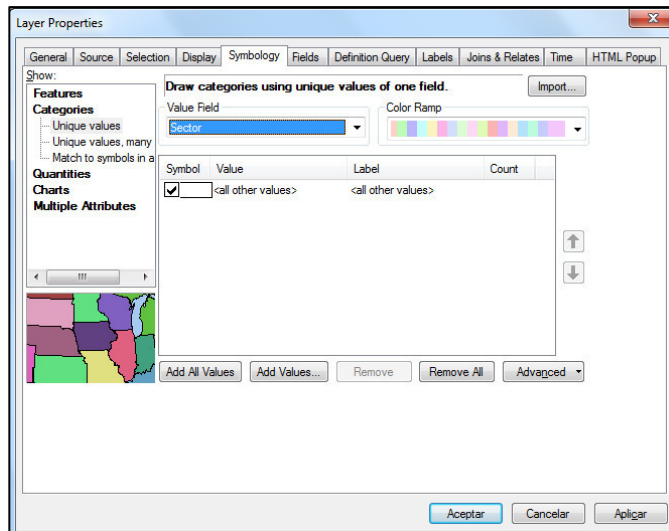 Layer Properties
General Source Selection Display Symbology Fields Definition Query Labels Joins & Relates Time HTML Popup
Show:
Features
Categories
Unique values
Unique values, many
Match to symbols in a
Quantities
Charts
Multiple Attributes
Draw categories using unique values of one field.
Import...
Value Field
Sector
Color Ramp
Symbol Value Label Count
<all other values> <all other values>
Add All Values Add Values... Remove Remove All Advanced
Aceptar Cancelar Aplicar